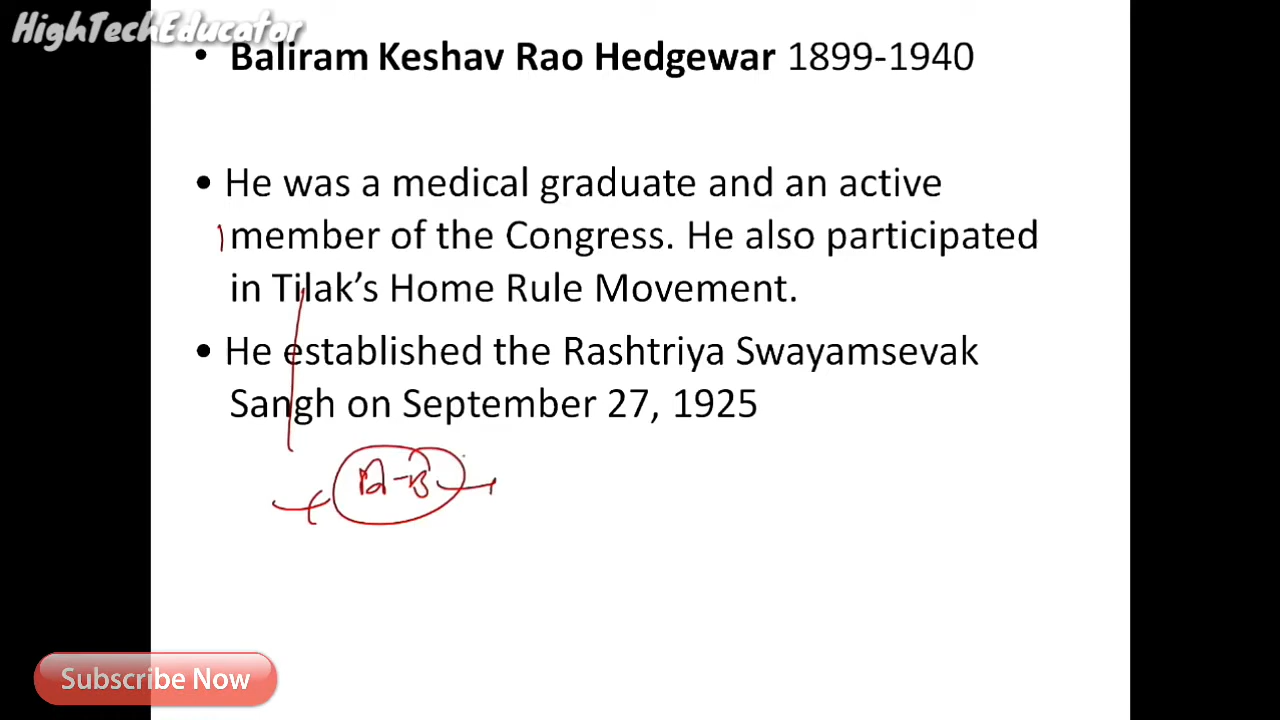 HighTechEducator
• Baliram Keshav Rao Hedgewar 1899-1940
• He was a medical graduate and an active
member of the Congress. He also participated
in Tilak’s Home Rule Movement.
• He established the Rashtriya Swayamsevak
Sangh on September 27, 1925
Subscribe Now